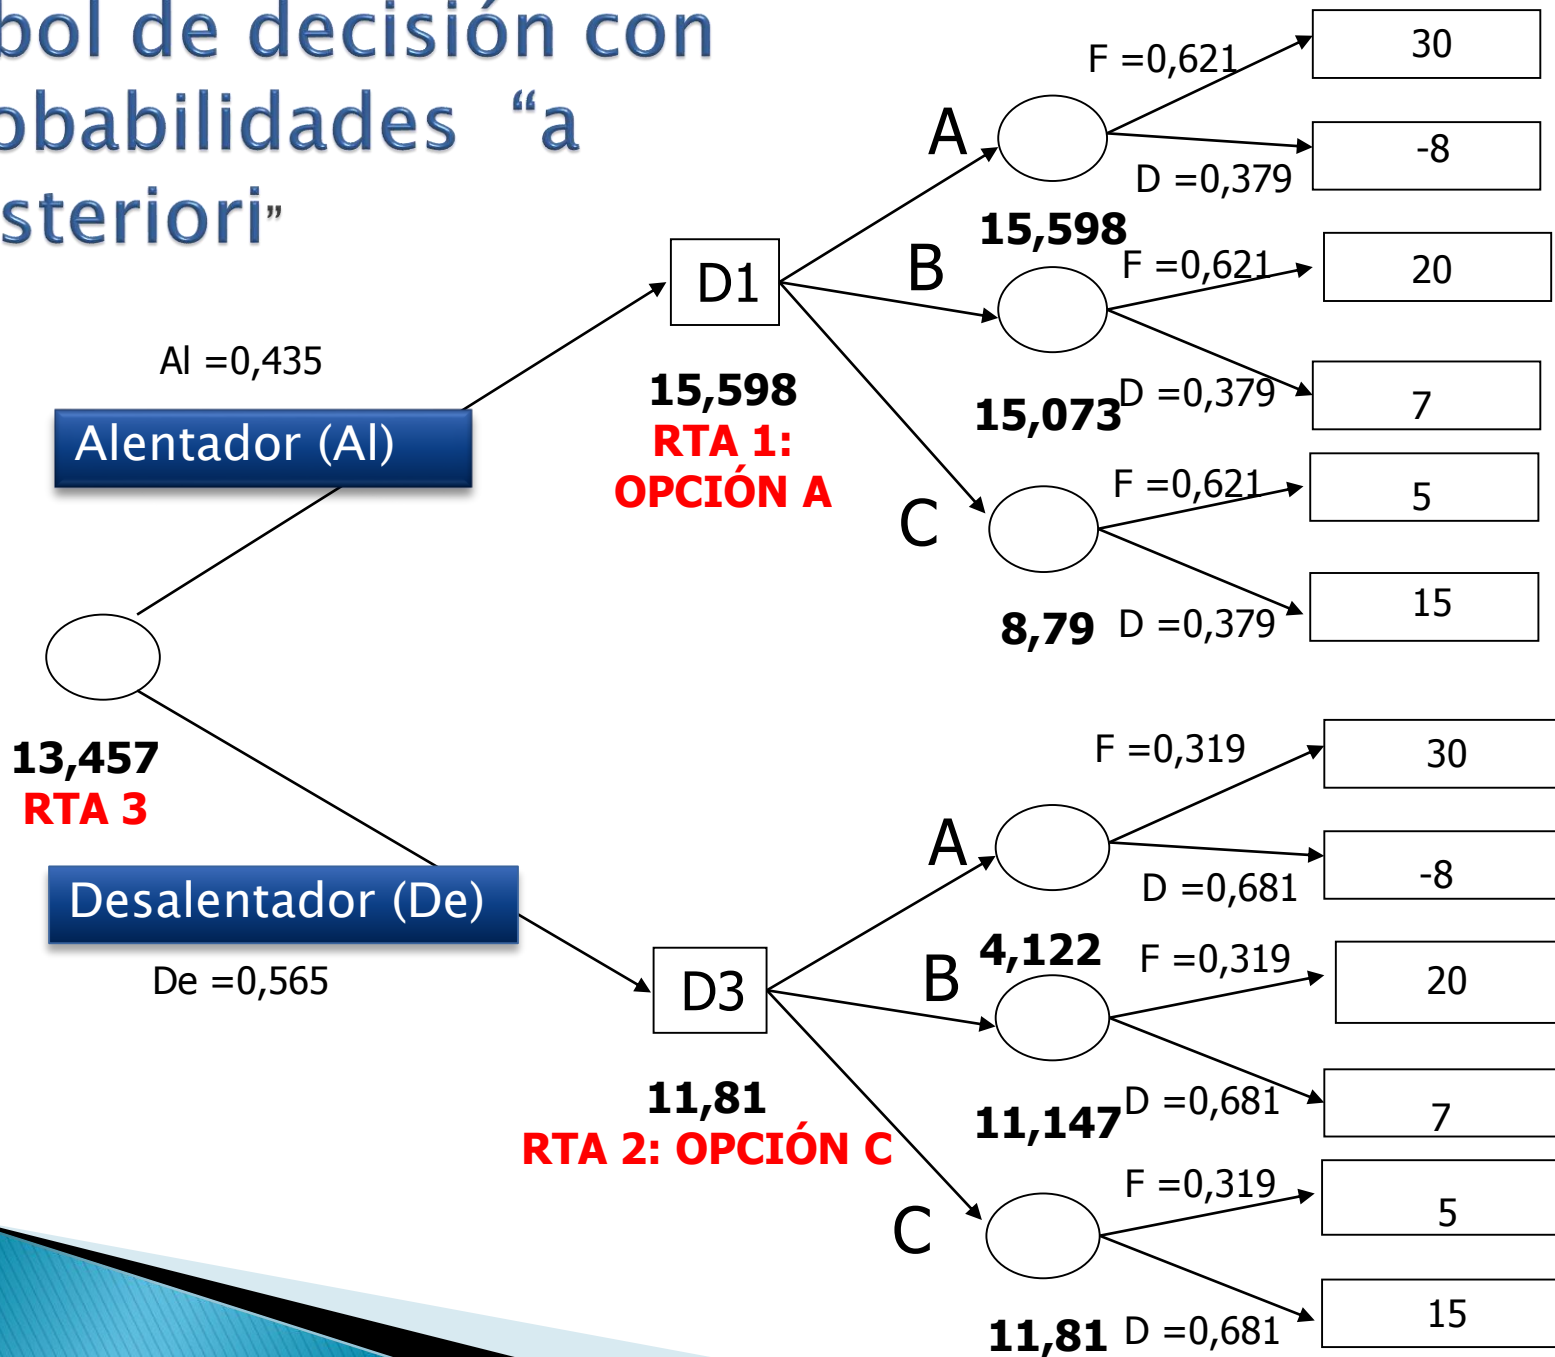 bol de decisión con
obabilidades “a
steriori”
F =0,621
30
A
D =0,379
-8
15,598
B
F =0,621
20
D1
Al =0,435
15,598
15,073
D =0,379
7
Alentador (Al)
RTA 1:
OPCIÓN A
F =0,621
5
C
8,79
D =0,379
15
13,457
RTA 3
F =0,319
30
A
D =0,681
-8
Desalentador (De)
4,122
B
F =0,319
20
De =0,565
D3
11,81
11,147
D =0,681
7
RTA 2: OPCIÓN C
F =0,319
5
C
11,81
D =0,681
15